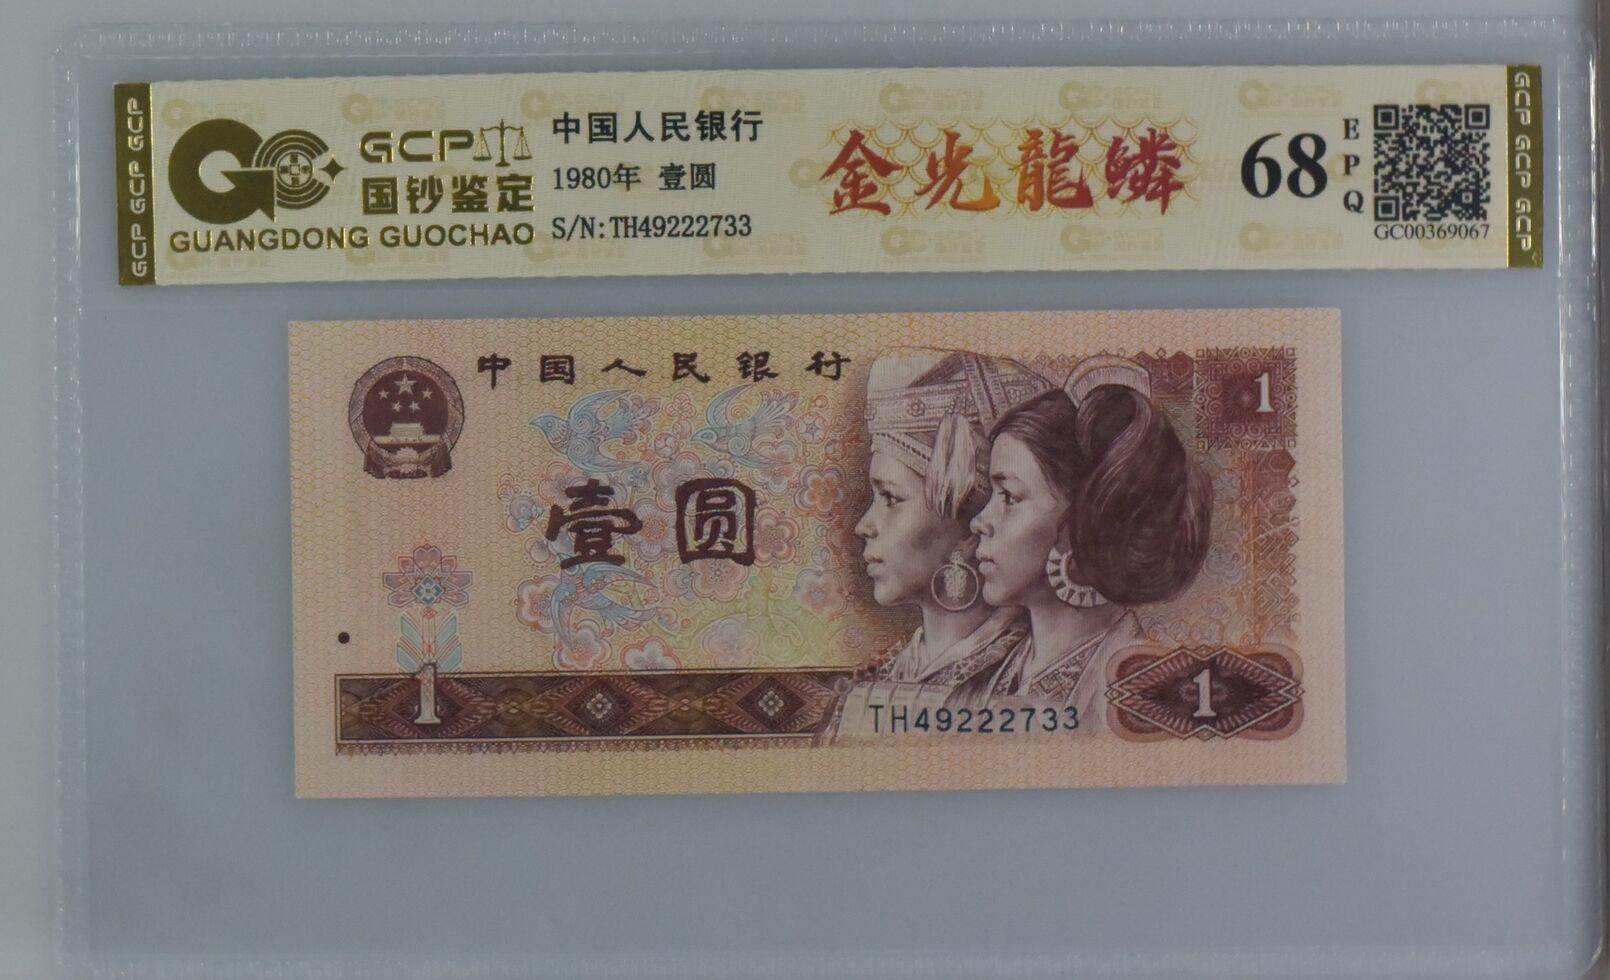 GCP GCP GCP
GCP
国钞鉴定
GUANGDONG GUOCHAO
中国人民银行
1980年 壹圆
S/N:TH49222733
金光龍鳞
68
EPQ
GC00369067
GCP GCP GCP
中国人民银行
1
壹圆
1
TH49222733
1